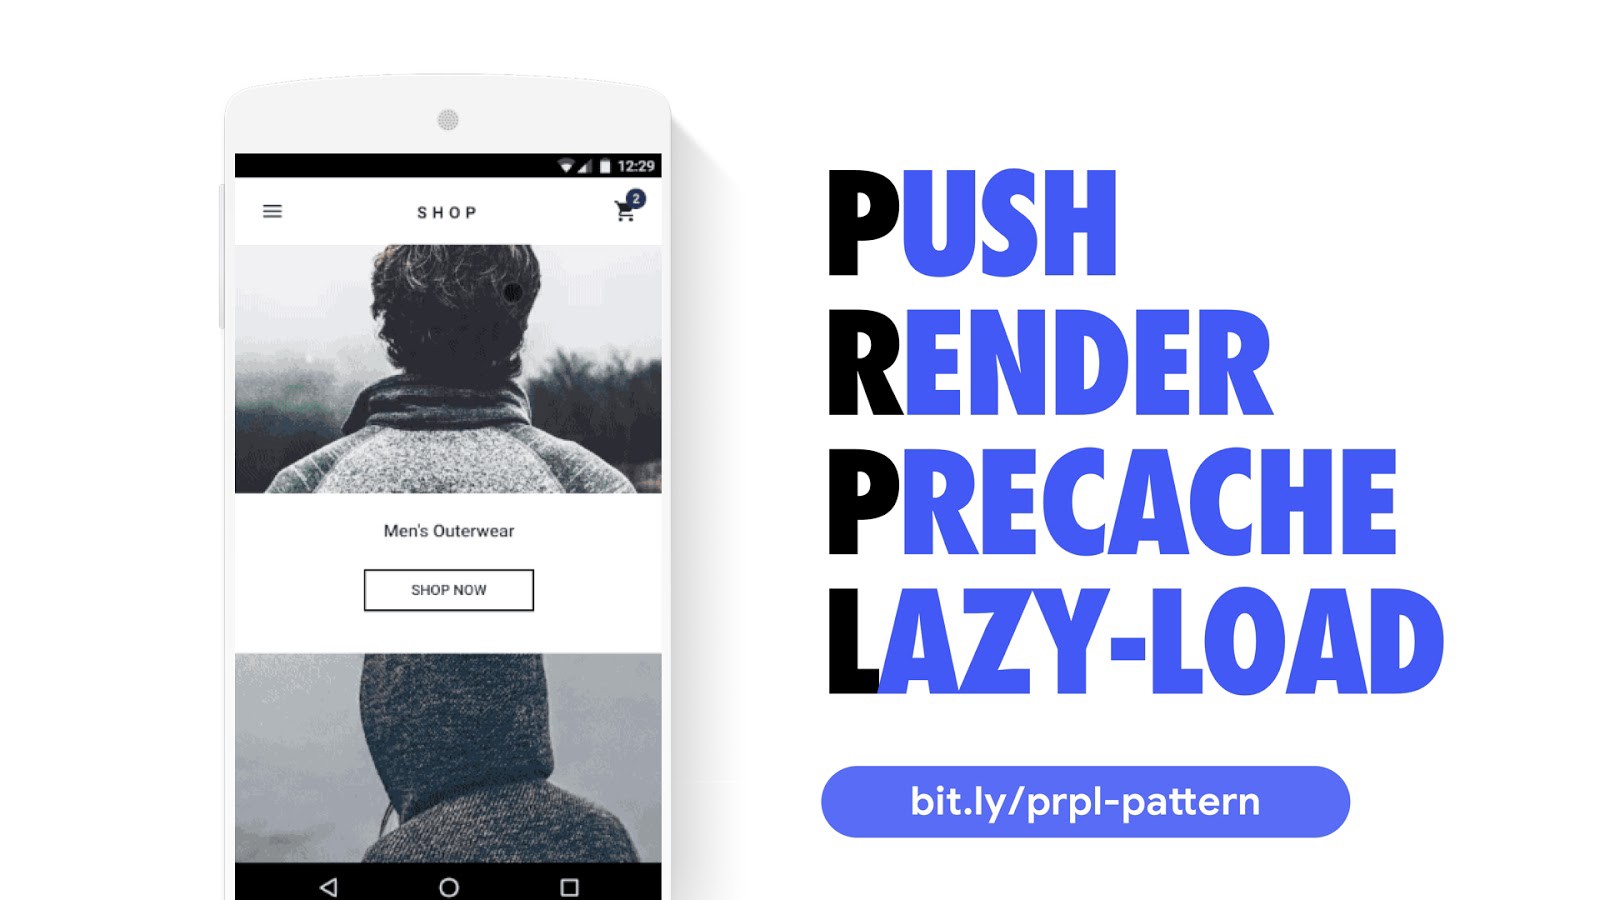 12:29
SHOP
2
Men's Outerwear
SHOP NOW
PUSH
RENDER
PRECACHE
LAZY-LOAD
bit.ly/prpl-pattern